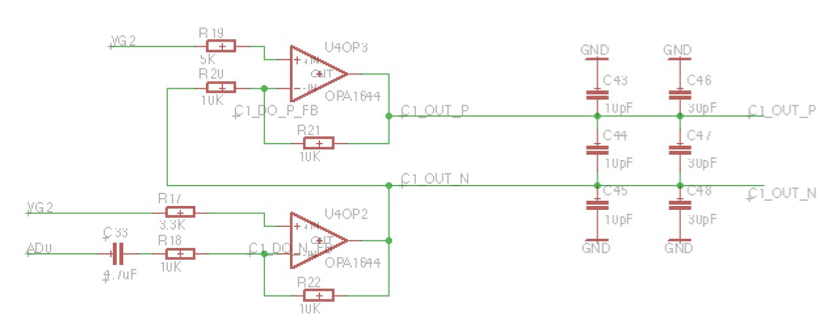 R19
VG2
5K
R20
10K
U4OP3
+IN
OUT
-IN
OPA1644
C1_DO_P_FB
R21
10K
C1_OUT_P
GND
GND
C43
10pF
C46
30pF
C1_OUT_P
C44
10pF
C47
30pF
C1_OUT_N
C45
10pF
C48
30pF
C1_OUT_N
GND
GND
R17
VG2
3.3K
C33
ADO
4.7uF
R18
10K
U4OP2
+IN
OUT
C1_DO_N_FB
-IN
OPA1644
R22
10K